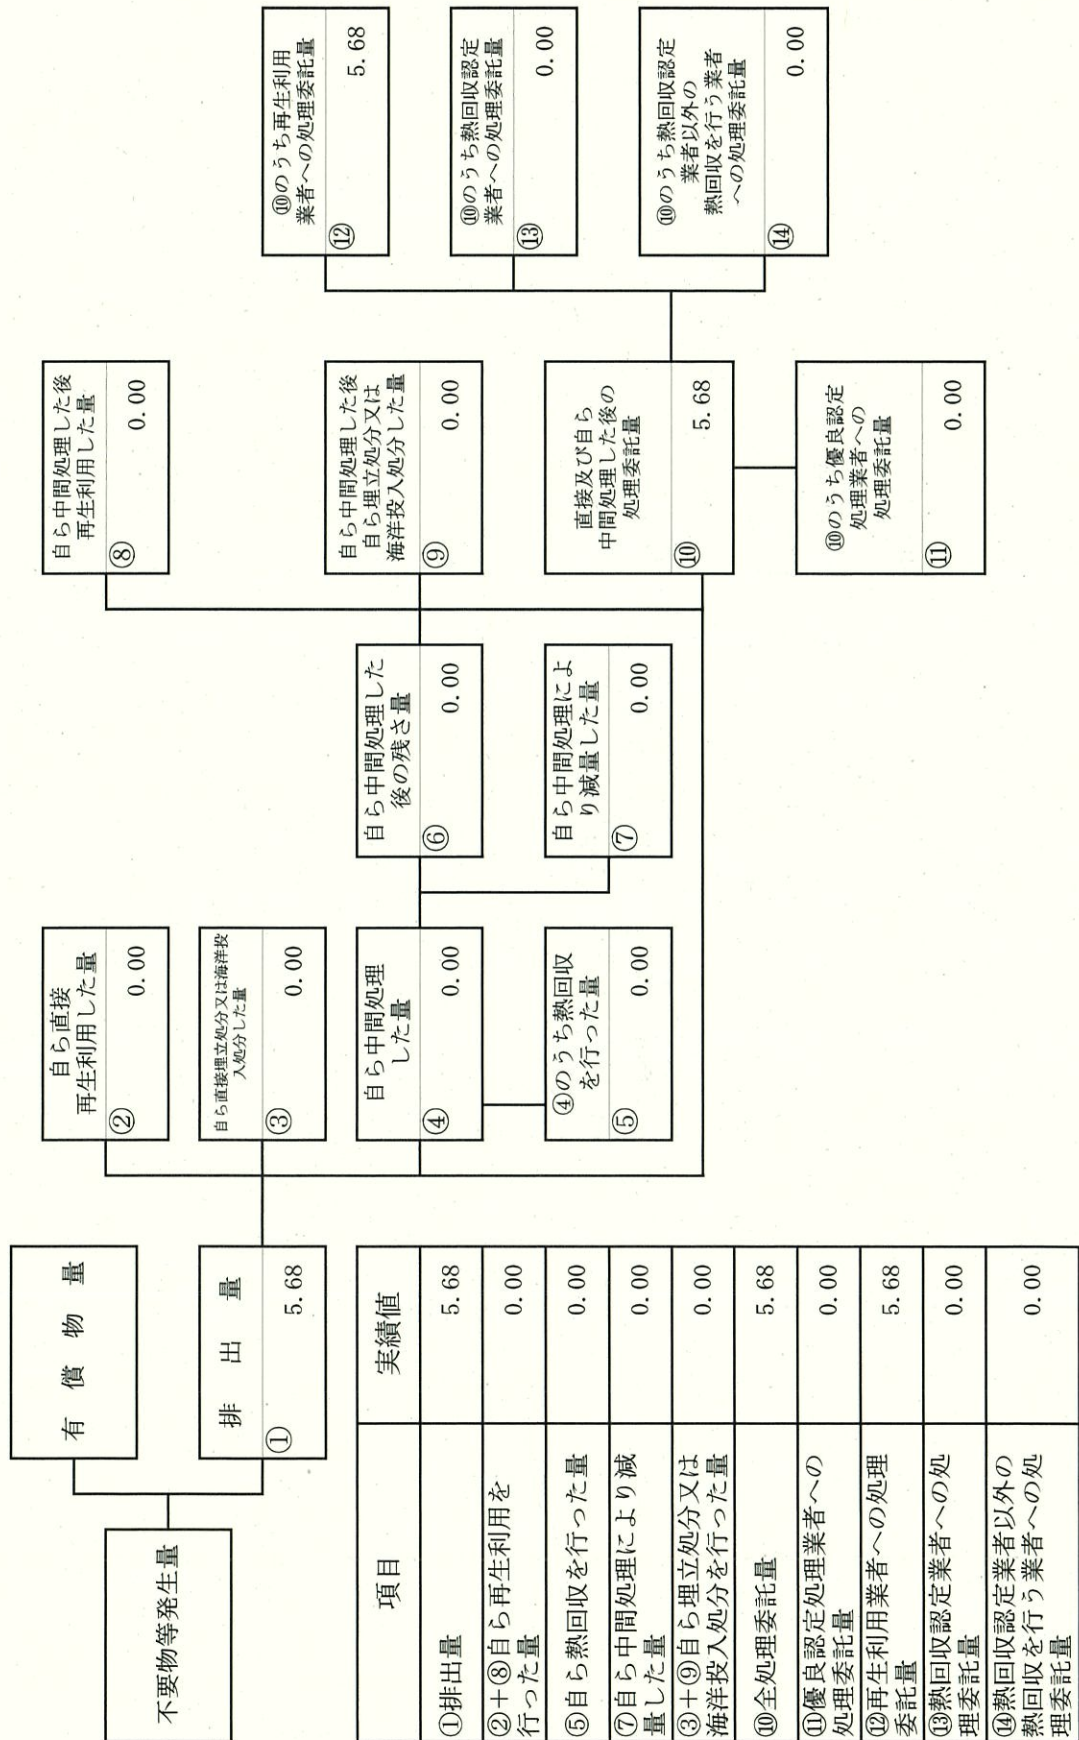 不要物等発生量
有償物量
排出量
①
5.68
自ら直接
再生利用した量
②
0.00
自ら直接埋立処分又は海洋投
入処分した量
③
0.00
自ら中間処理
した量
④
0.00
④のうち熱回収
を行った量
⑤
0.00
自ら中間処理した
後の残さ量
⑥
0.00
自ら中間処理によ
り減量した量
⑦
0.00
自ら中間処理した後
再生利用した量
⑧
0.00
自ら中間処理した後
自ら埋立処分又は
海洋投入処分した量
⑨
0.00
直接及び自ら
中間処理した後の
処理委託量
⑩
5.68
⑩のうち優良認定
処理業者への
処理委託量
⑪
0.00
⑩のうち再生利用
業者への処理委託量
⑫
5.68
⑩のうち熱回収認定
業者への処理委託量
⑬
0.00
⑩のうち熱回収認定
業者以外の
熱回収を行う業者
への処理委託量
⑭
0.00
項目 実績値
①排出量 5.68
②+⑧自ら再生利用を
行った量 0.00
⑤自ら熱回収を行った量 0.00
⑦自ら中間処理により減
量した量 0.00
③+⑨自ら埋立処分又は
海洋投入処分を行った量 0.00
⑩全処理委託量 5.68
⑪優良認定処理業者への
処理委託量 0.00
⑫再生利用業者への処理
委託量 5.68
⑬熱回収認定業者への処
理委託量 0.00
⑭熱回収認定業者以外の
熱回収を行う業者への処
理委託量 0.00